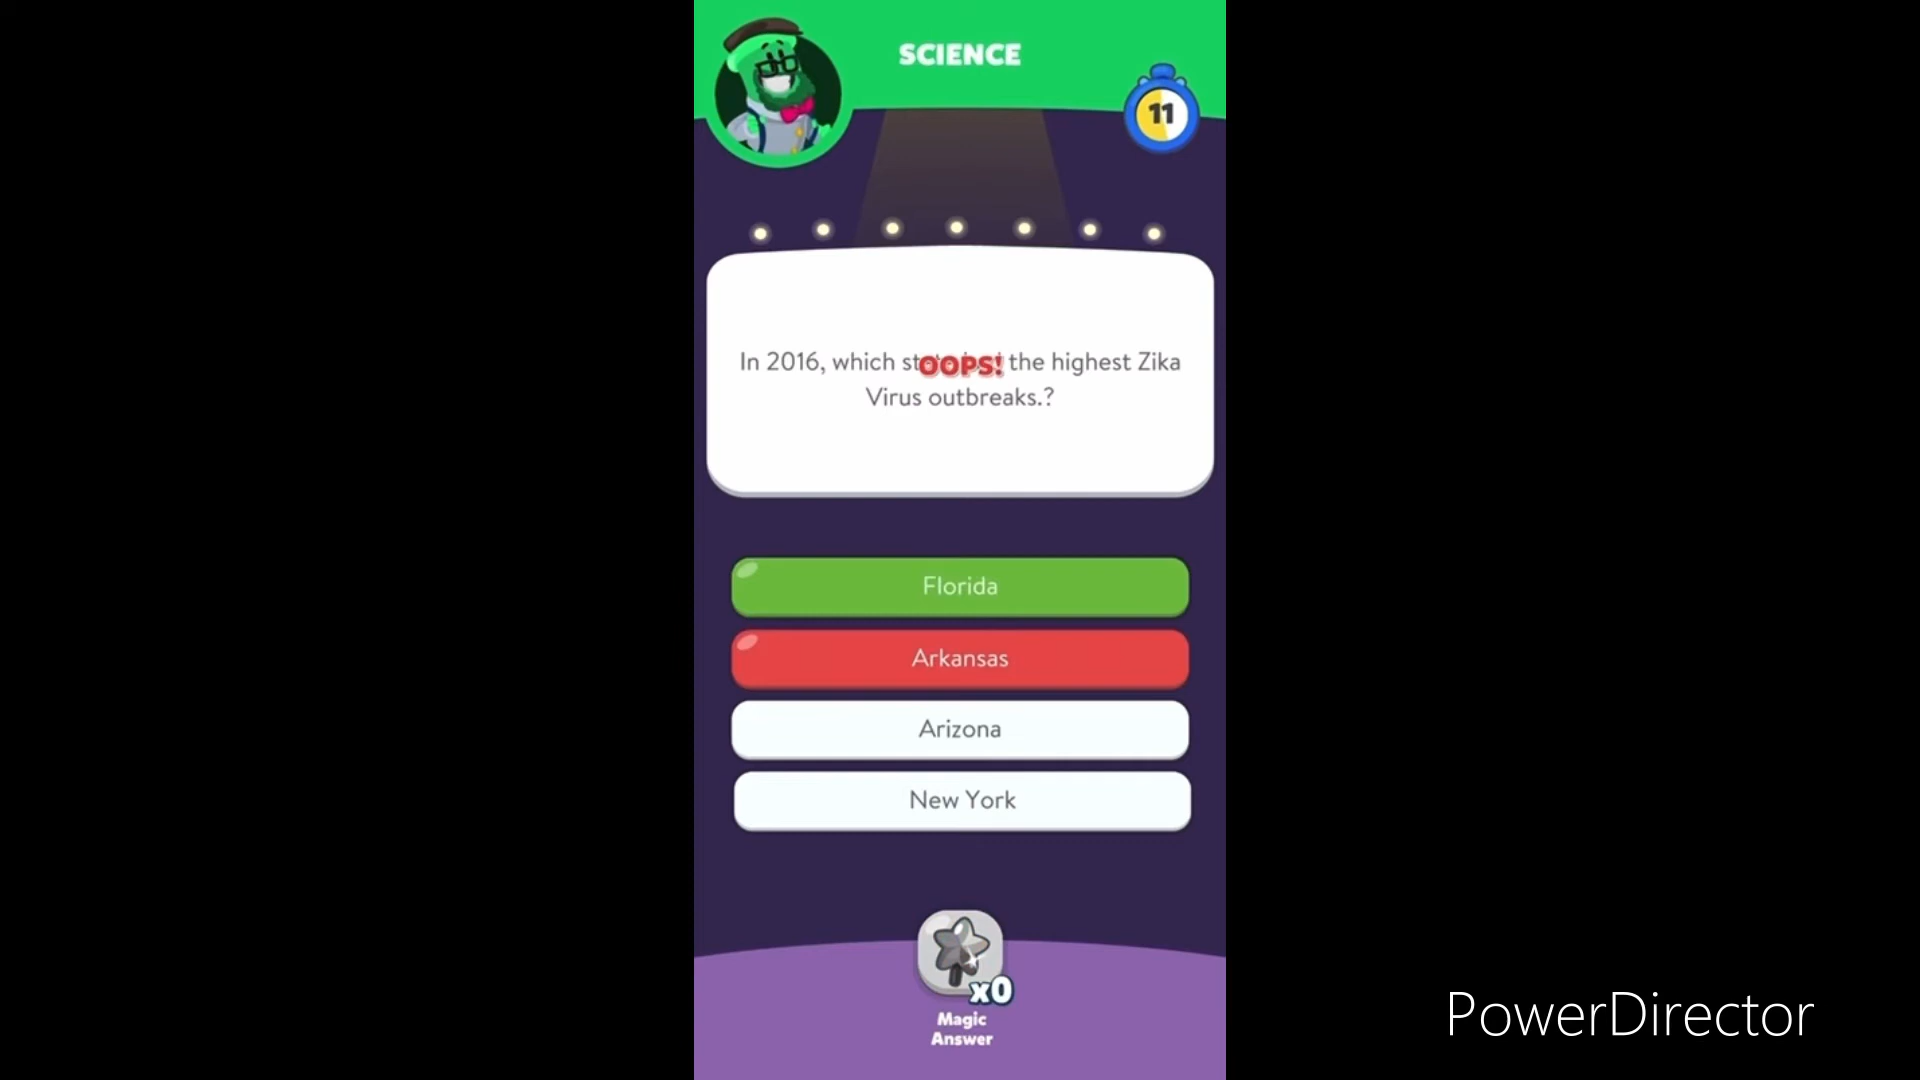 SCIENCE
11
In 2016, which OOPS! the highest Zika
Virus outbreaks.?
Florida
Arkansas
Arizona
New York
x0
Magic
Answer
PowerDirector